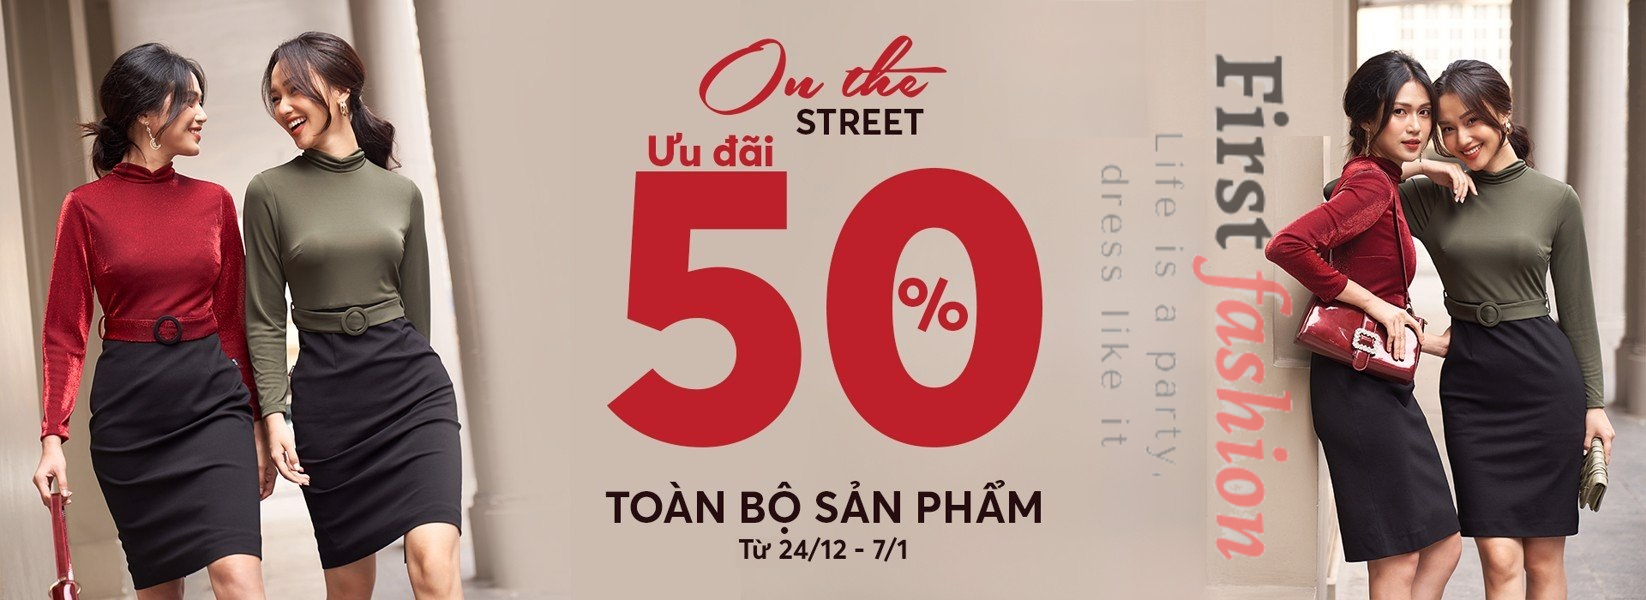 On the
STREET
Ưu đãi
50%
TOÀN BỘ SẢN PHẨM
Từ 24/12 - 7/1
First fashion
Life is a party,
dress like it